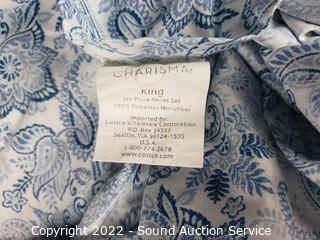 CHARISMA®
King
Six Piece Sheet Set
100% Polyester Microfiber
Imported by
Costco Wholesale Corporation
P.O. Box 34535
Seattle, WA 98124-1535
U.S.A.
1-800-774-2678
www.costco.com
Copyright 2022 - Sound Auction Service